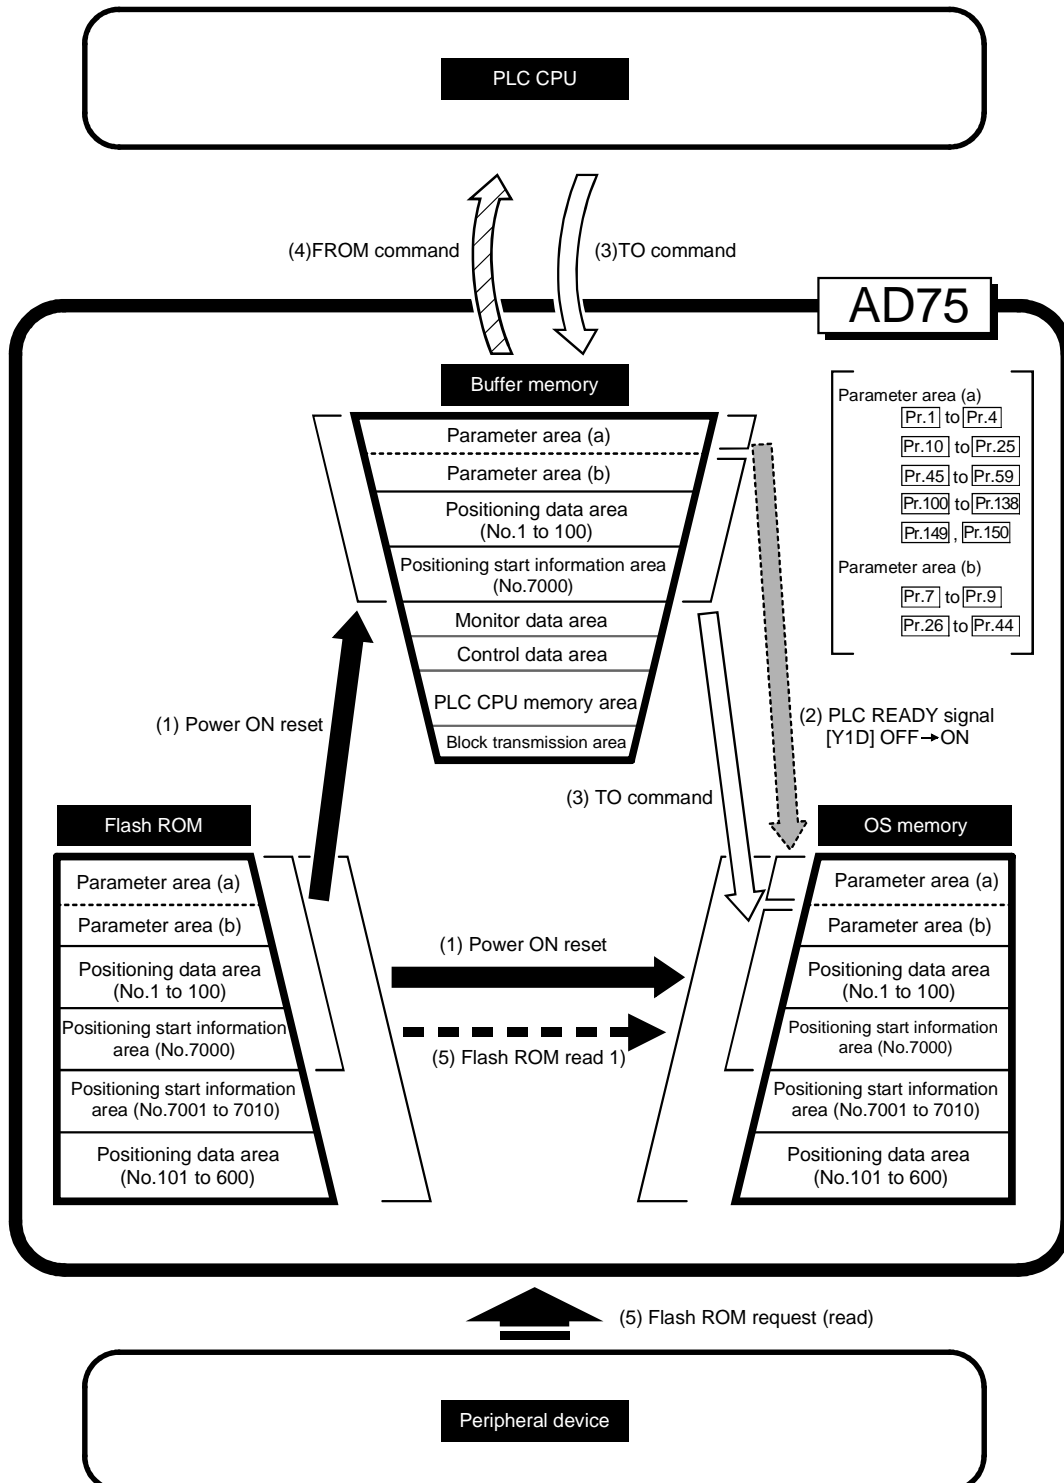 PLC CPU
(4)FROM command
(3)TO command
AD75
Buffer memory
Parameter area (a)
Parameter area (b)
Positioning data area
(No.1 to 100)
Positioning start information area
(No.7000)
Monitor data area
Control data area
PLC CPU memory area
Block transmission area
Parameter area (a)
Pr.1 to Pr.4
Pr.10 to Pr.25
Pr.45 to Pr.59
Pr.100 to Pr.138
Pr.149 , Pr.150
Parameter area (b)
Pr.7 to Pr.9
Pr.26 to Pr.44
(1) Power ON reset
(2) PLC READY signal
[Y1D] OFF→ON
(3) TO command
Flash ROM
Parameter area (a)
Parameter area (b)
Positioning data area
(No.1 to 100)
Positioning start information
area (No.7000)
Positioning start information
area (No.7001 to 7010)
Positioning data area
(No.101 to 600)
(1) Power ON reset
(5) Flash ROM read 1)
OS memory
Parameter area (a)
Parameter area (b)
Positioning data area
(No.1 to 100)
Positioning start information
area (No.7000)
Positioning start information
area (No.7001 to 7010)
Positioning data area
(No.101 to 600)
(5) Flash ROM request (read)
Peripheral device